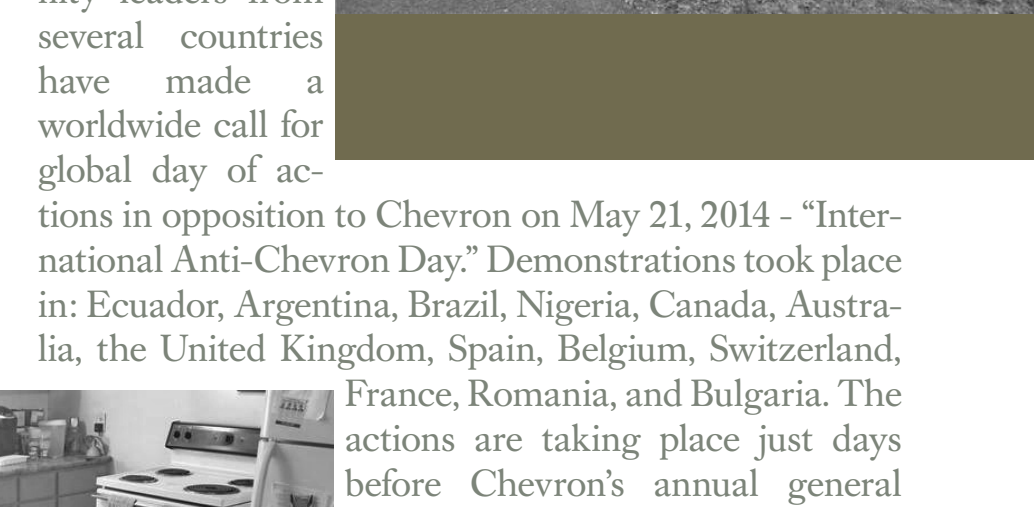 nity leaders from
several countries
have made a
worldwide call for
global day of ac-
tions in opposition to Chevron on May 21, 2014 - “Inter-
national Anti-Chevron Day.” Demonstrations took place
in: Ecuador, Argentina, Brazil, Nigeria, Canada, Austra-
lia, the United Kingdom, Spain, Belgium, Switzerland,
France, Romania, and Bulgaria. The
actions are taking place just days
before Chevron’s annual general